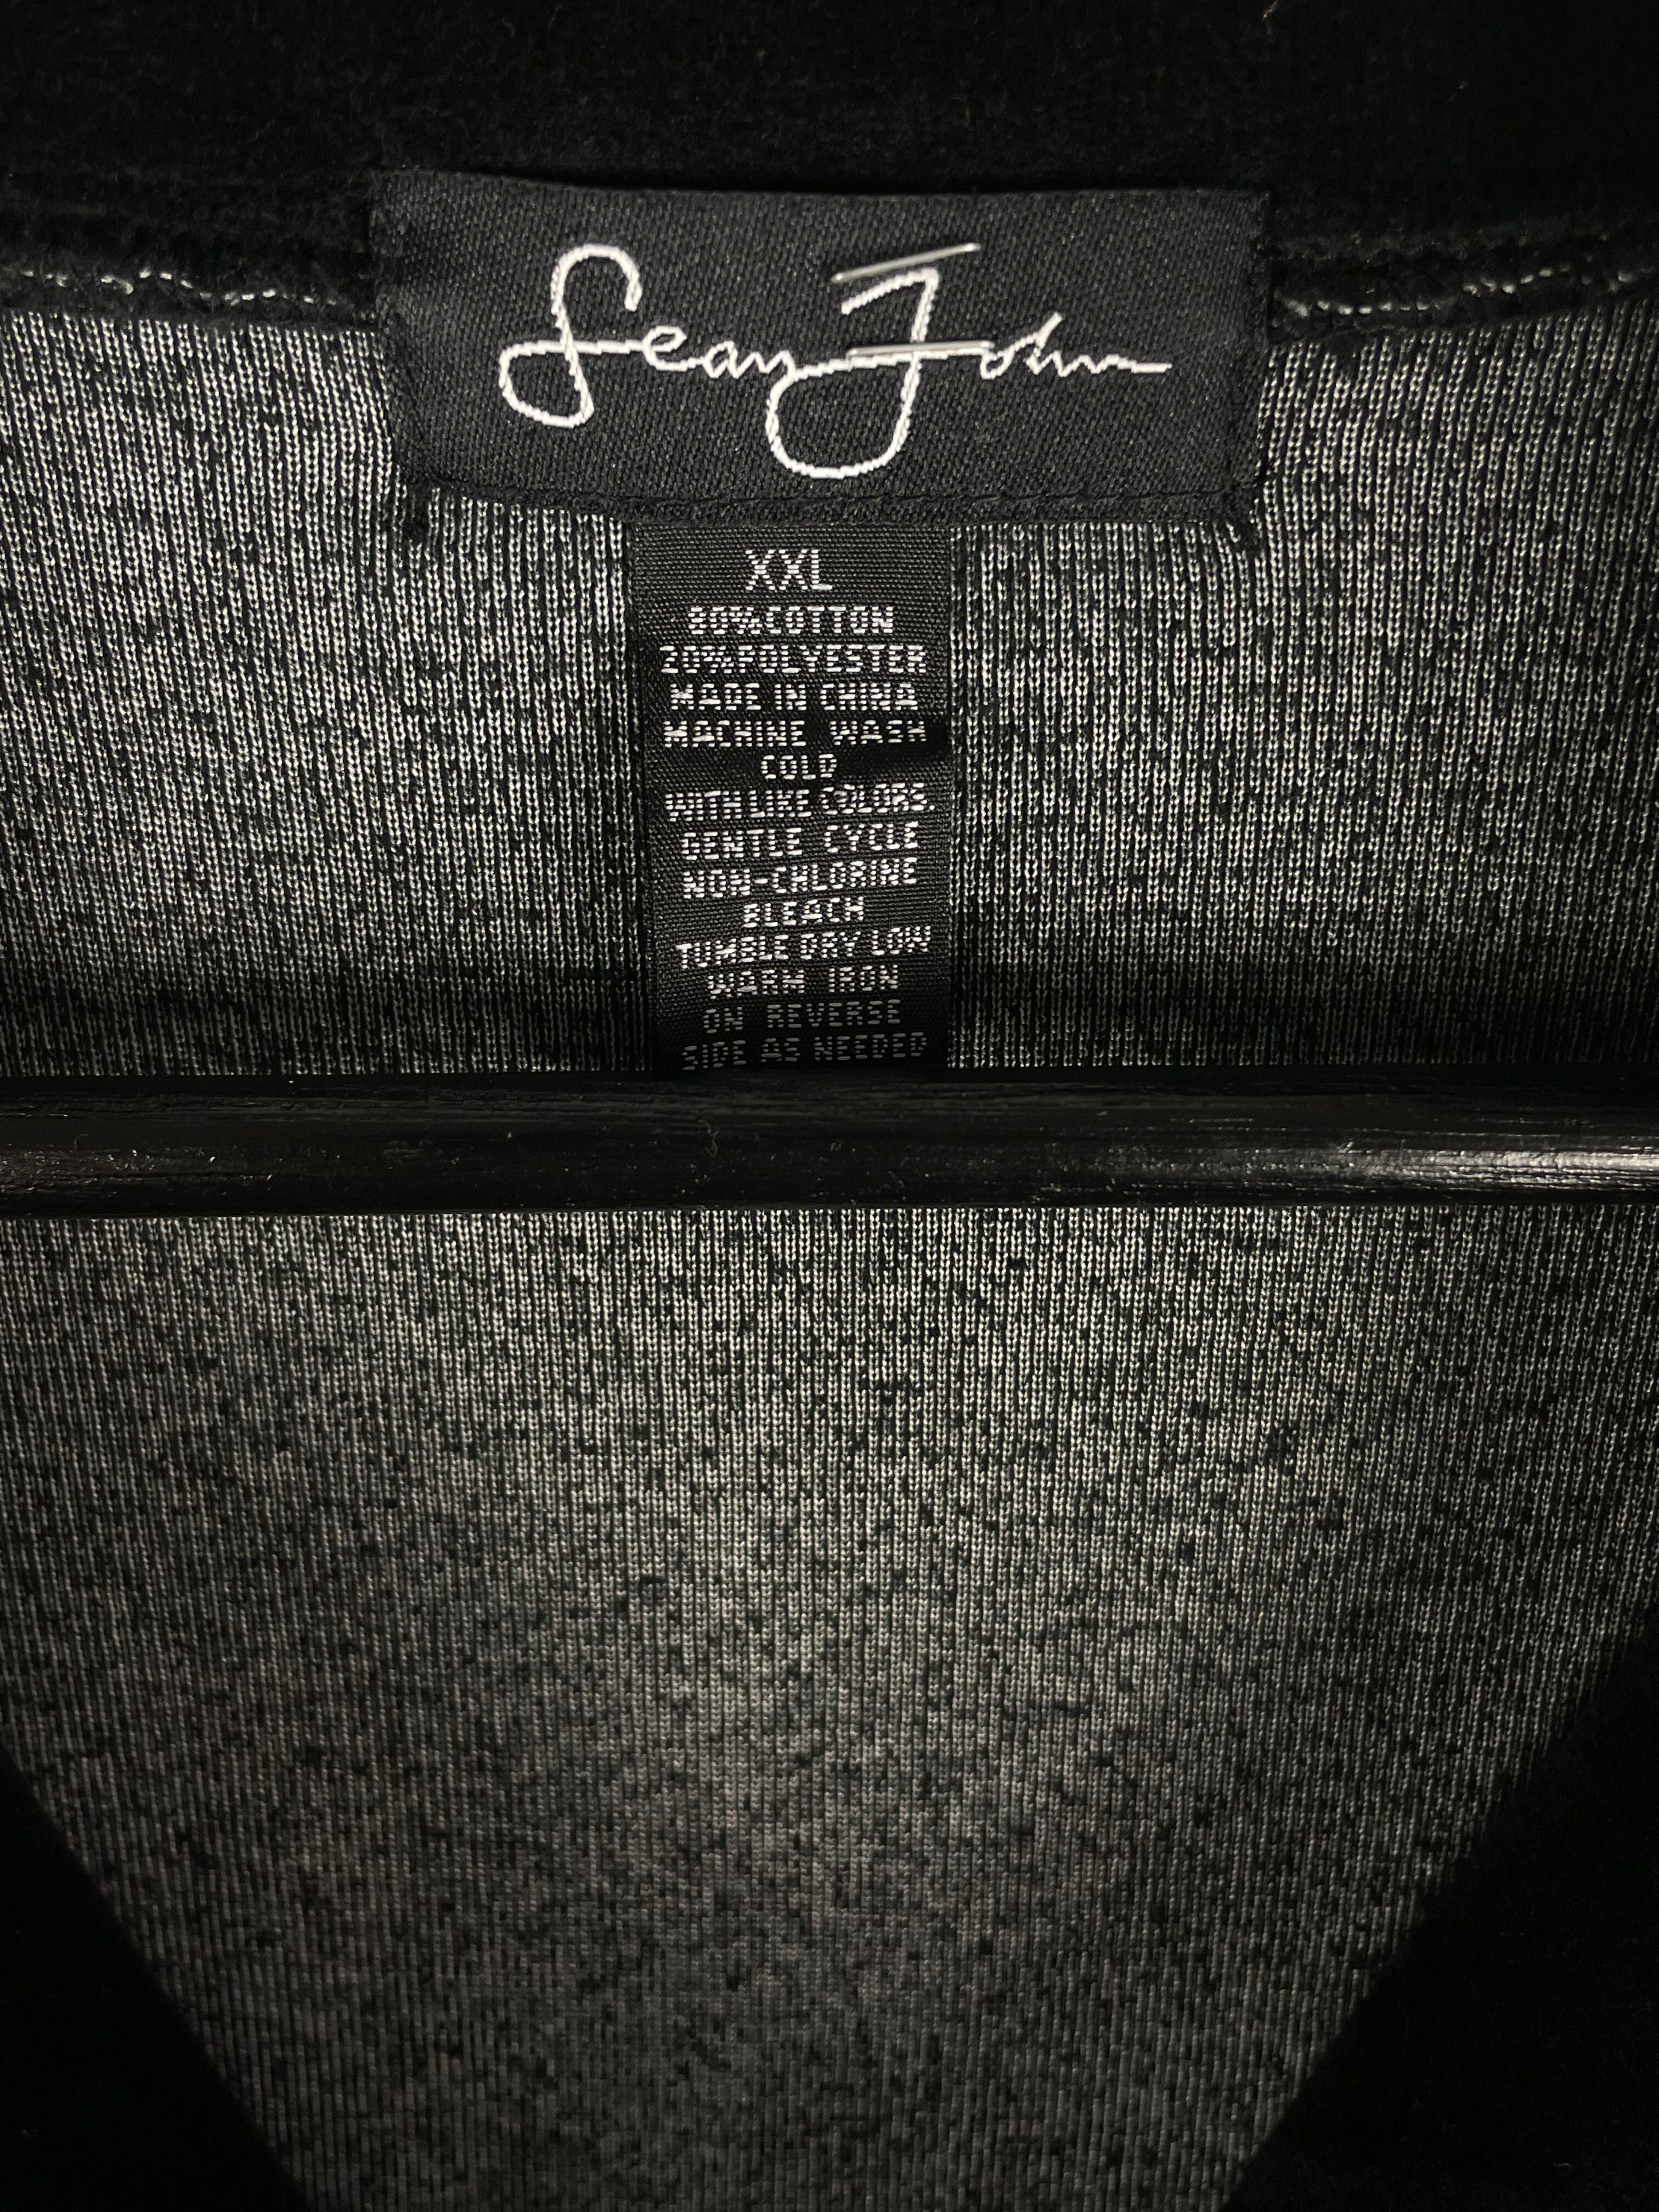 Sean John
XXL
80%COTTON
20%POLYESTER
MADE IN CHINA
MACHINE WASH
COLD
WITH LIKE COLORS.
GENTLE CYCLE
NON-CHLORINE
BLEACH
TUMBLE DRY LOW
WARM IRON
ON REVERSE
SIDE AS NEEDED